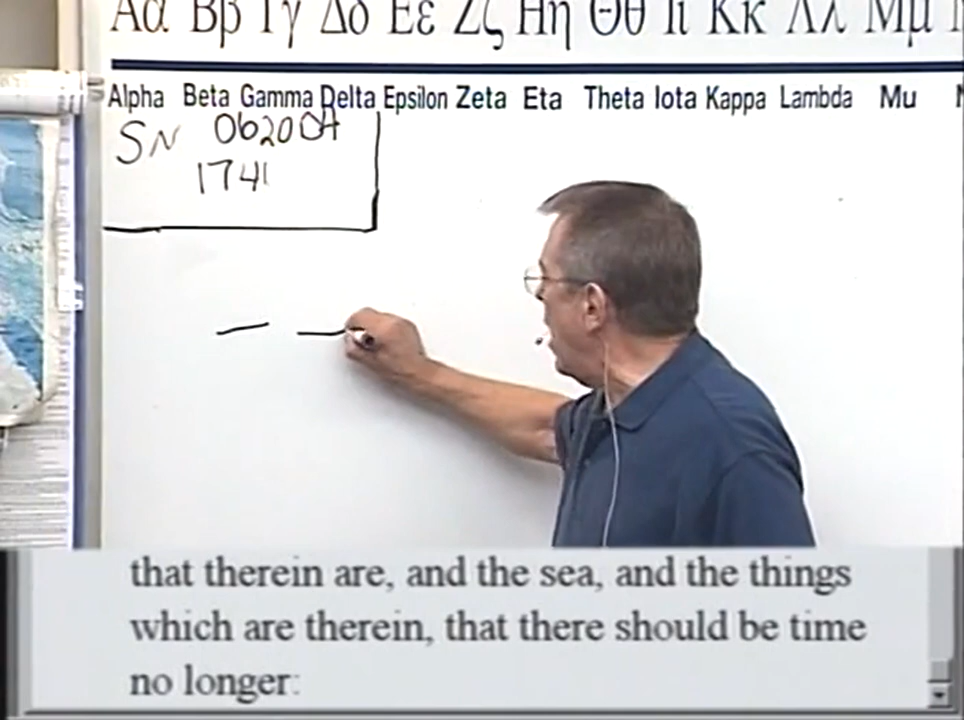 Αα Ββ Γγ Δδ Εε Ζζ Ηη Θθ Ιι Κκ Λλ Μμ
Alpha Beta Gamma Delta Epsilon Zeta Eta Theta Iota Kappa Lambda Mu
SN 0620CA
1741
that therein are, and the sea, and the things
which are therein, that there should be time
no longer: